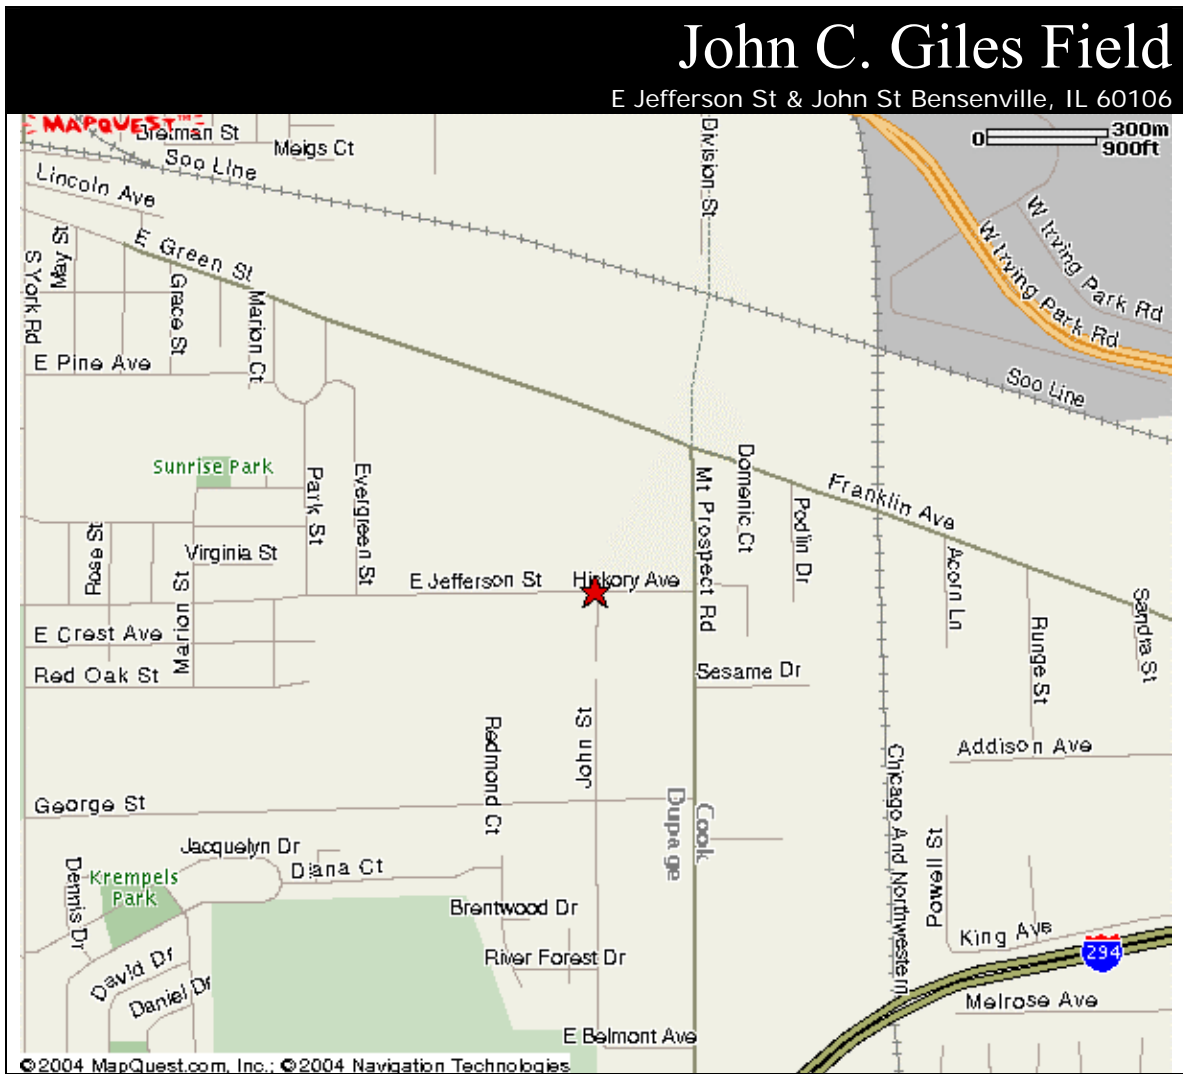 John C. Giles Field
E Jefferson St & John St Bensenville, IL 60106
MAPQUEST
Meigs Ct
Soo Line
Lincoln Ave
E Green St
Division St
0
300m
900ft
W Irving Park Rd
W Irving Park Rd
Soo Line
S York Rd
May St
Grace St
Marion Ct
E Pine Ave
Sunrise Park
Park St
Evergreen St
Mt Prospect Rd
Domenic Ct
Podlin Dr
Franklin Ave
Rose St
Virginia St
Marion St
E Jefferson St
Hickory Ave
Acorn Ln
Runge St
Sandra St
E Crest Ave
Red Oak St
Sesame Dr
Redmond Ct
John St
Addison Ave
George St
Cook
Dupage
Chicago And Northwestern
Powell St
Jacquelyn Dr
Diana Ct
Dennis Dr
Krempels
Park
Brentwood Dr
River Forest Dr
King Ave
294
David Dr
Daniel Dr
Melrose Ave
E Belmont Ave
©2004 MapQuest.com, Inc.; ©2004 Navigation Technologies